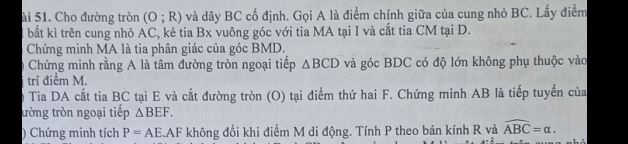 ài 51. Cho đường tròn (O ; R) và dây BC cố định. Gọi A là điểm chính giữa của cung nhỏ BC. Lấy điểm
bất kì trên cung nhỏ AC, kẻ tia Bx vuông góc với tia MA tại I và cắt tia CM tại D.
Chứng minh MA là tia phân giác của góc BMD.
) Chứng minh rằng A là tâm đường tròn ngoại tiếp ΔBCD và góc BDC có độ lớn không phụ thuộc vào
trí điểm M.
) Tia DA cắt tia BC tại E và cắt đường tròn (O) tại điểm thứ hai F. Chứng minh AB là tiếp tuyến của
ường tròn ngoại tiếp ΔBEF.
) Chứng minh tích P = AE.AF không đổi khi điểm M di động. Tính P theo bán kính R và ABC = α.